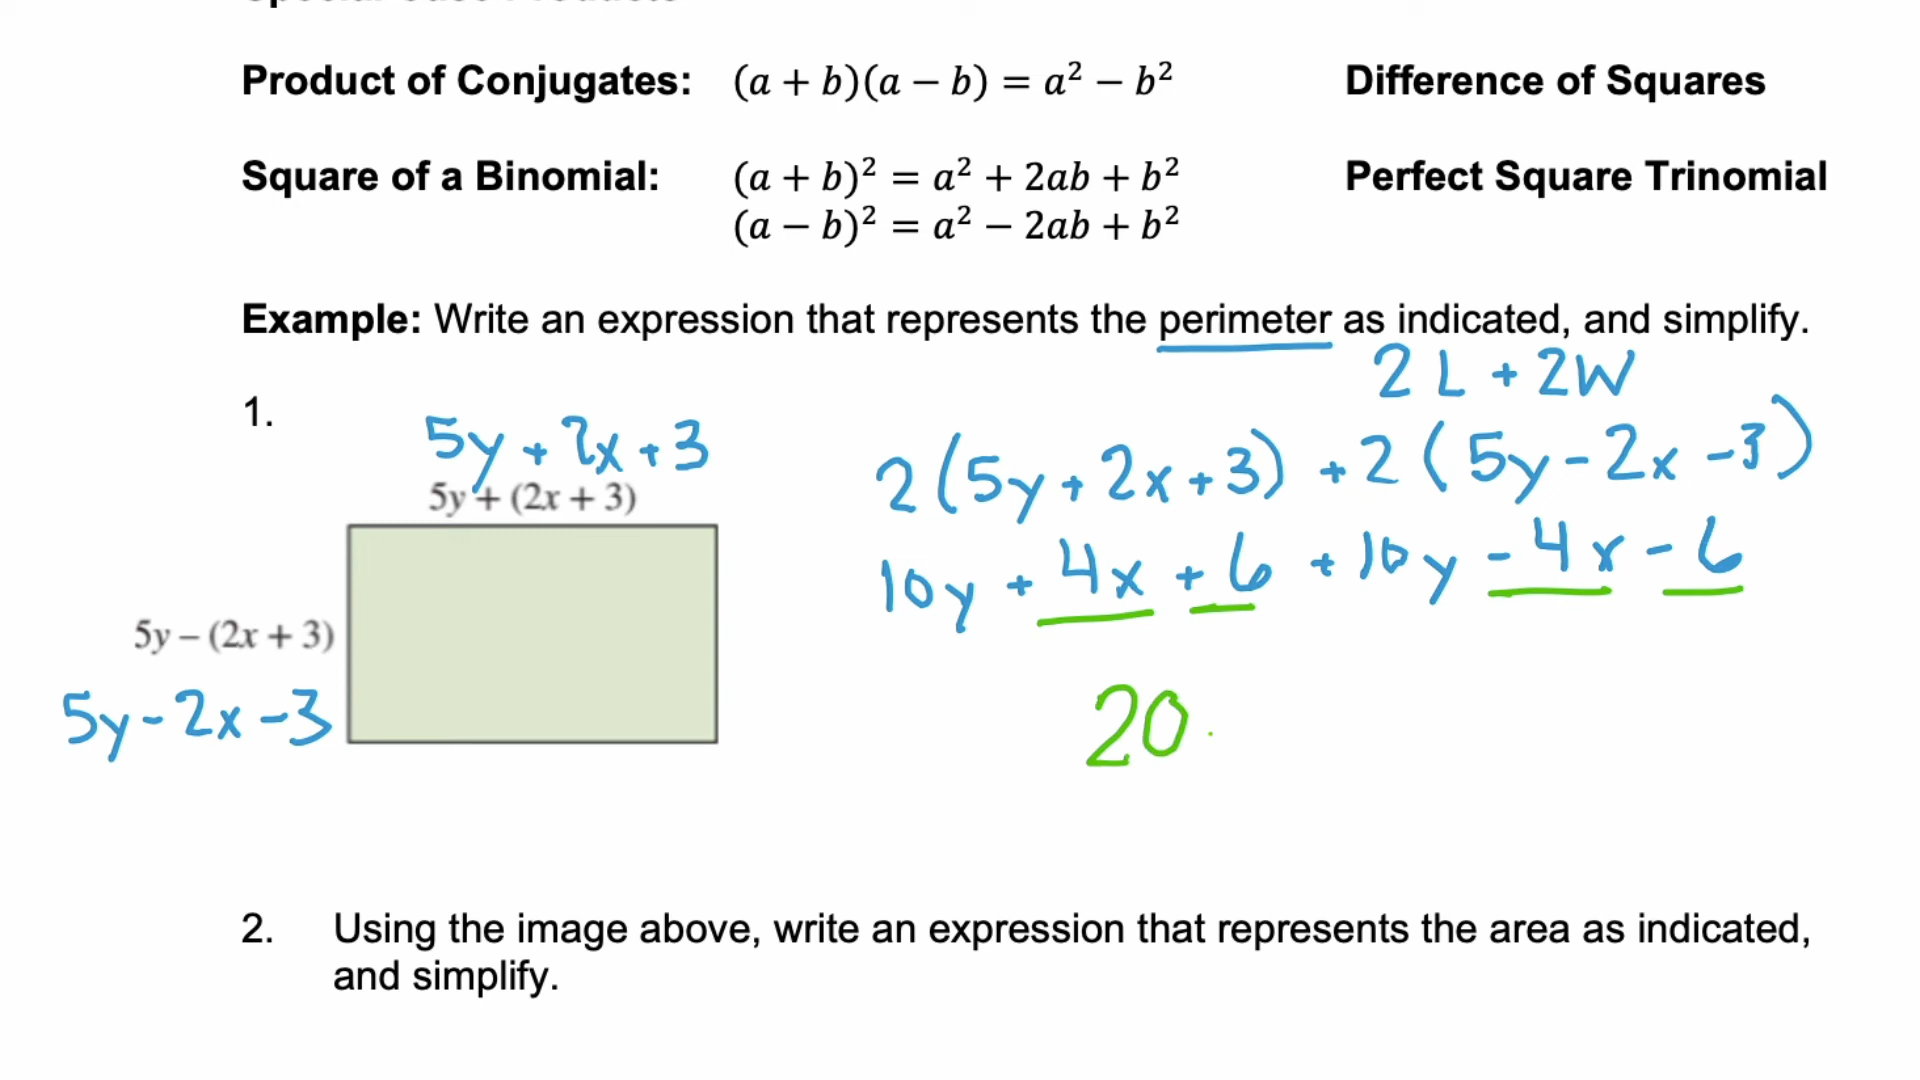 Product of Conjugates: (a + b)(a − b) = a² − b² Difference of Squares
Square of a Binomial: (a + b)² = a² + 2ab + b² Perfect Square Trinomial
(a − b)² = a² − 2ab + b²
Example: Write an expression that represents the perimeter as indicated, and simplify.
2L + 2W
1.
5y + 2x + 3
5y + (2x + 3)
2(5y + 2x + 3) + 2(5y - 2x - 3)
10y + 4x + 6 + 10y - 4x - 6
5y – (2x + 3)
5y - 2x - 3
20
2. Using the image above, write an expression that represents the area as indicated,
and simplify.